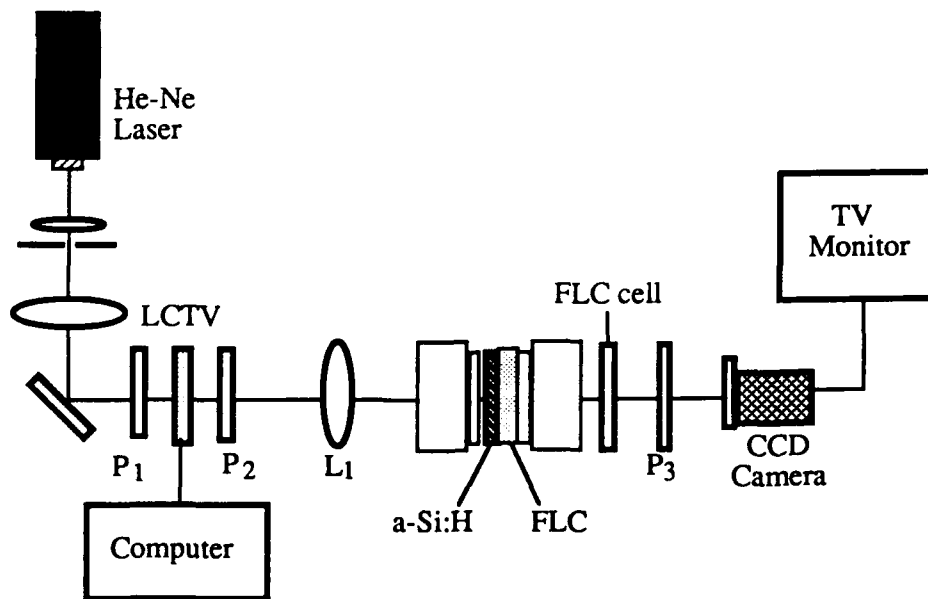 He-Ne
Laser
TV
Monitor
FLC cell
LCTV
P1
P2
L1
P3
CCD
Camera
a-Si:H
FLC
Computer